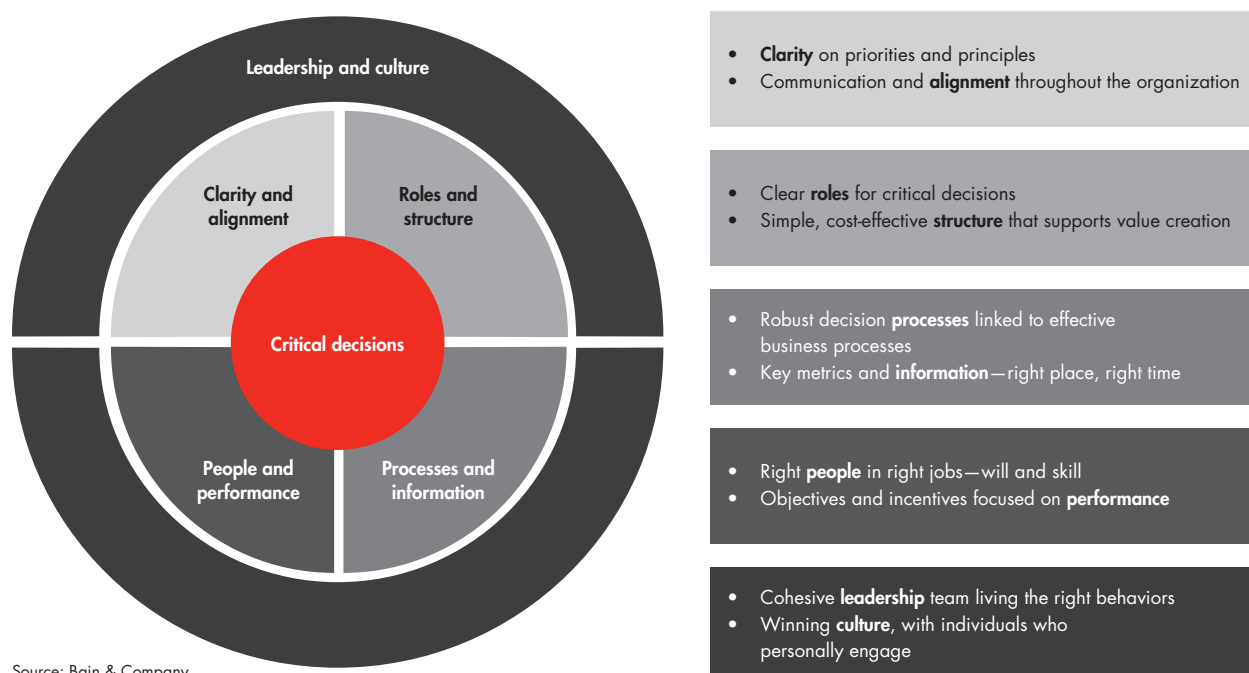 Leadership and culture
Clarity and
alignment
Roles and
structure
Critical decisions
People and
performance
Processes and
information
• Clarity on priorities and principles
• Communication and alignment throughout the organization
• Clear roles for critical decisions
• Simple, cost-effective structure that supports value creation
• Robust decision processes linked to effective
business processes
• Key metrics and information—right place, right time
• Right people in right jobs—will and skill
• Objectives and incentives focused on performance
• Cohesive leadership team living the right behaviors
• Winning culture, with individuals who
personally engage
Source: Bain & Company